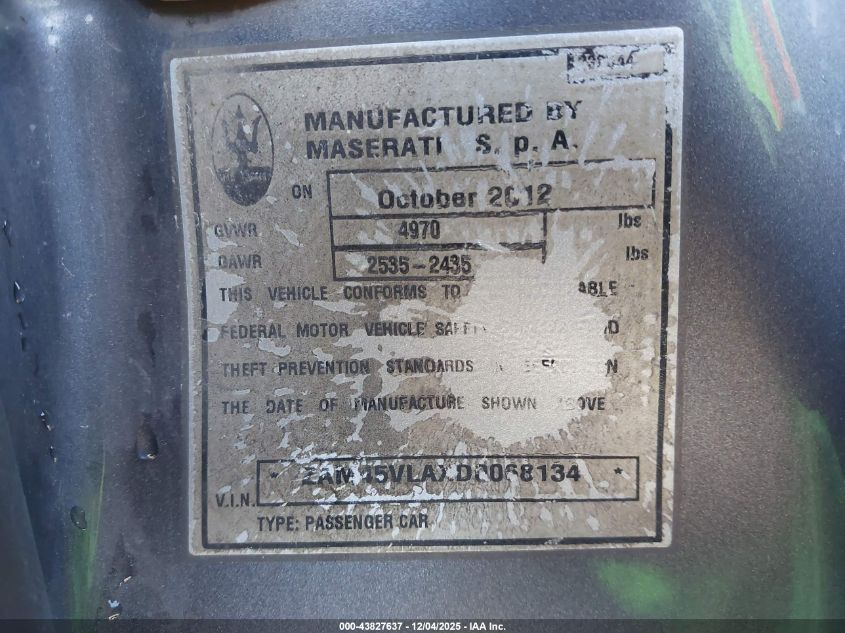 MANUFACTURED BY
MASERATI S. p. A.
ON October 2012
GVWR 4970 lbs
GAWR 2535-2435 lbs
THIS VEHICLE CONFORMS TO
FEDERAL MOTOR VEHICLE
THEFT PREVENTION STANDARDS
THE DATE OF MANUFACTURE SHOWN ABOVE
V.I.N.
TYPE: PASSENGER CAR
000-43827637 - 12/04/2025 - IAA Inc.